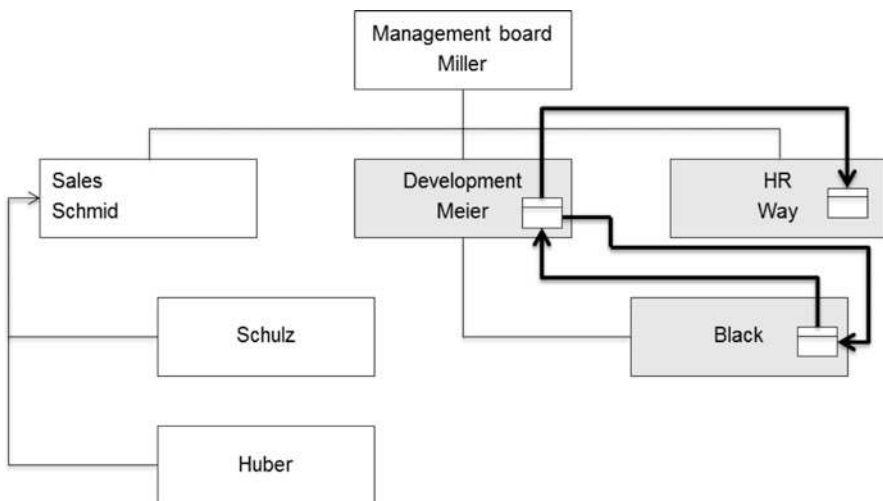 Management board
Miller
Sales
Schmid
Development
Meier
HR
Way
Schulz
Black
Huber